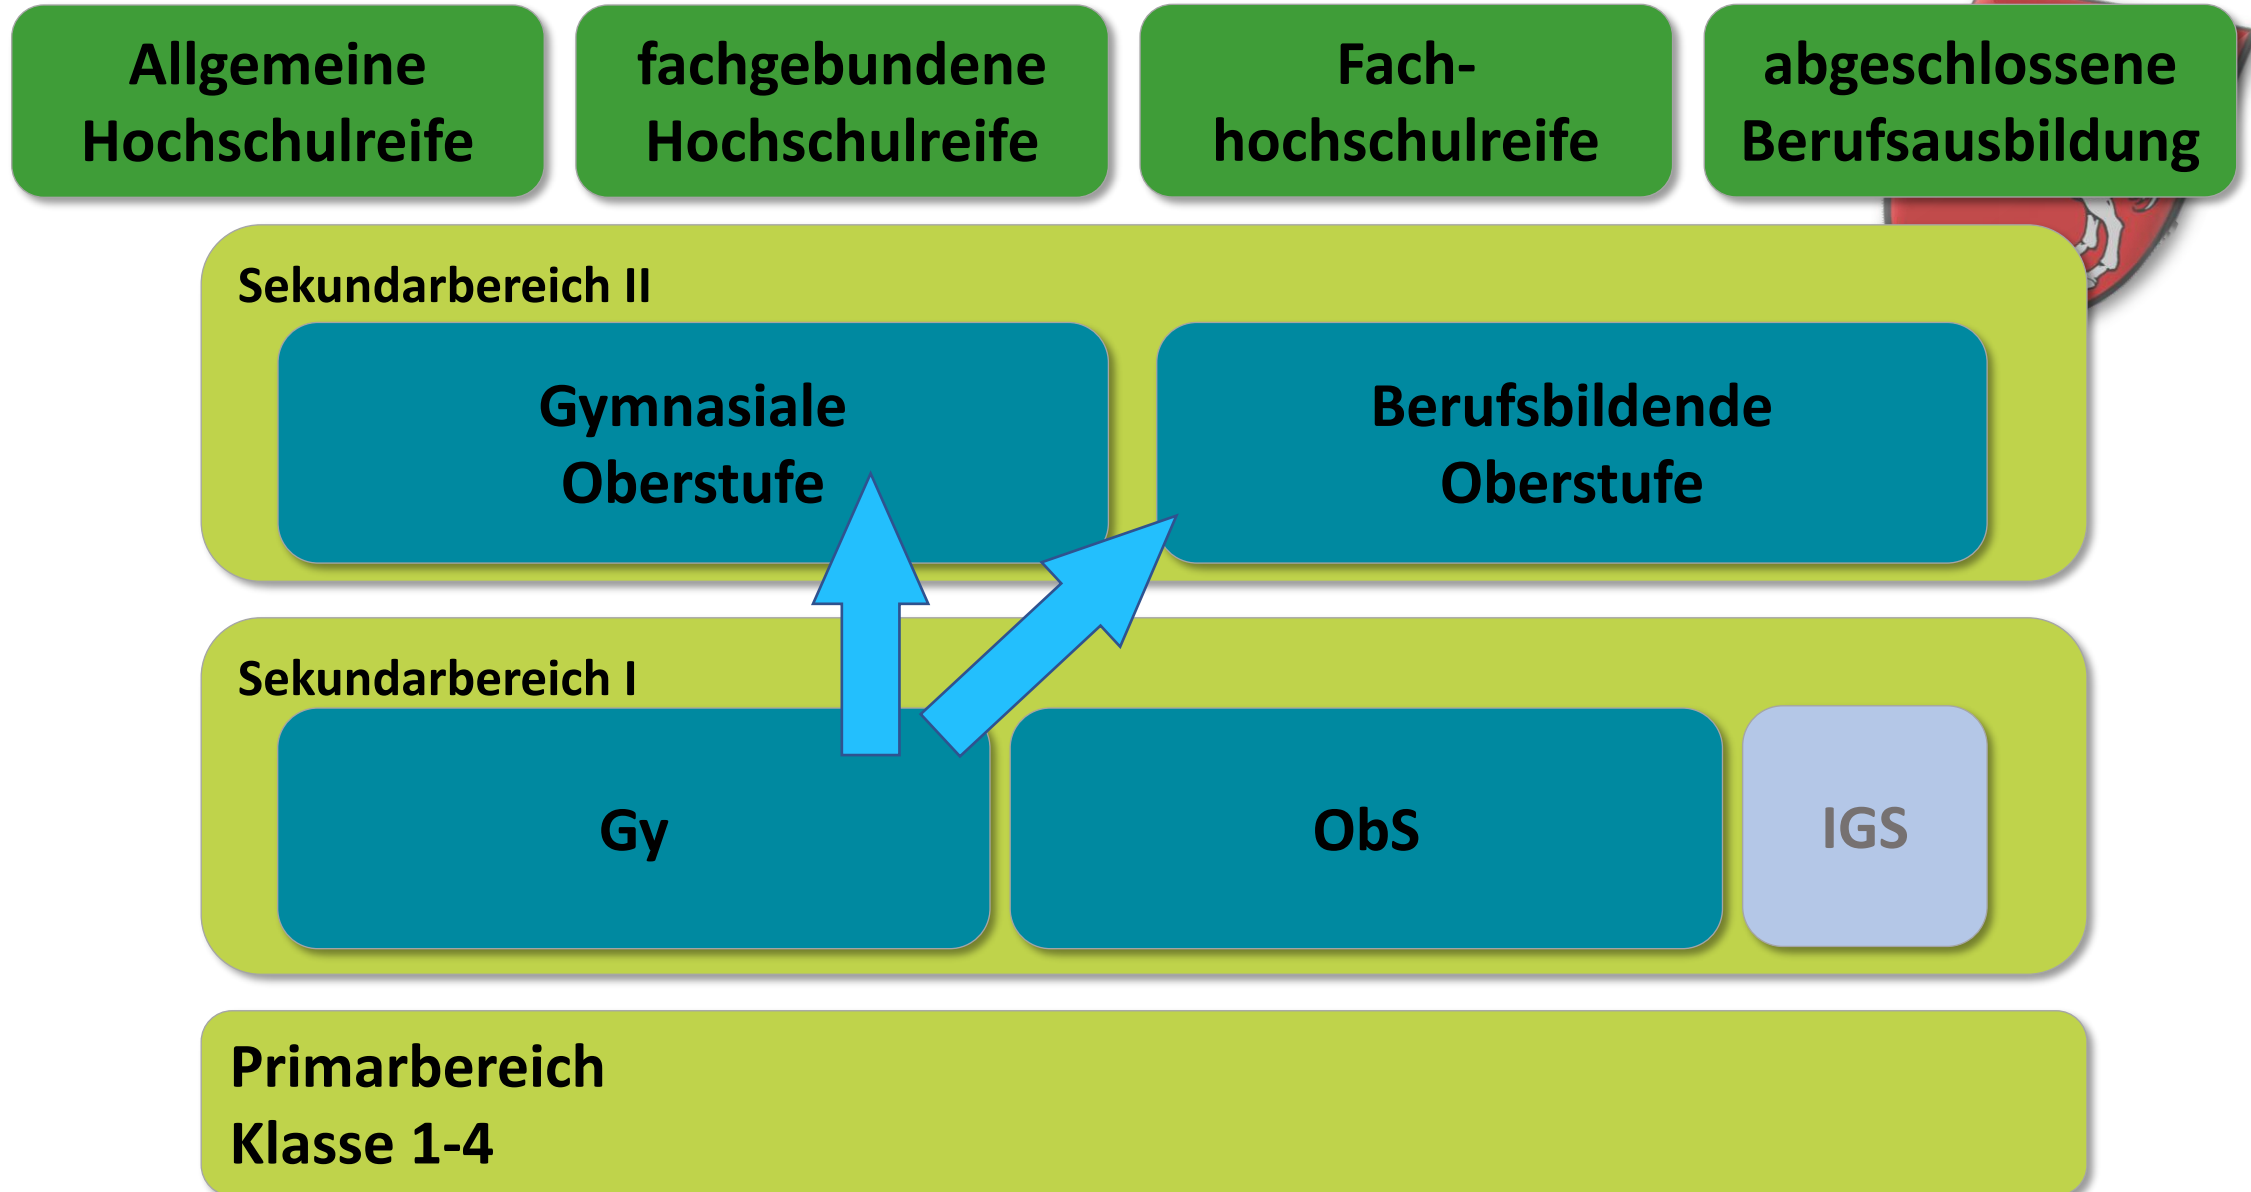 Allgemeine
Hochschulreife
fachgebundene
Hochschulreife
Fach-
hochschulreife
abgeschlossene
Berufsausbildung
Sekundarbereich II
Gymnasiale
Oberstufe
Berufsbildende
Oberstufe
Sekundarbereich I
Gy
ObS
IGS
Primarbereich
Klasse 1-4